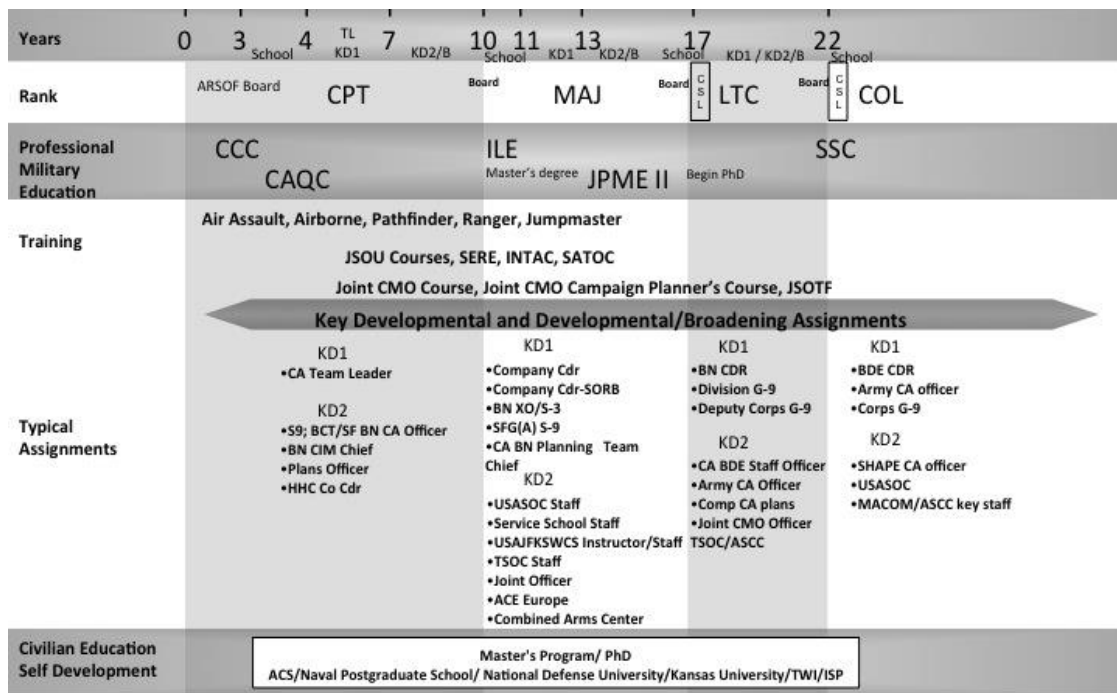 Years
0 3 4 7 10 11 13 17 22
School TL KD1 KD2/B School KD1 KD2/B School KD1 / KD2/B School
Rank
ARSOF Board CPT Board MAJ Board CSL LTC Board CSL COL
Professional
Military
Education
CCC ILE SSC
CAQC Master's degree JPME II Begin PhD
Training
Air Assault, Airborne, Pathfinder, Ranger, Jumpmaster
JSOU Courses, SERE, INTAC, SATOC
Joint CMO Course, Joint CMO Campaign Planner's Course, JSOTF
Key Developmental and Developmental/Broadening Assignments
Typical
Assignments
KD1
•CA Team Leader
KD2
•S9; BCT/SF BN CA Officer
•BN CIM Chief
•Plans Officer
•HHC Co Cdr
KD1
•Company Cdr
•Company Cdr-SORB
•BN XO/S-3
•SFG(A) S-9
•CA BN Planning Team
Chief
KD2
•USASOC Staff
•Service School Staff
•USAJFKSWCS Instructor/Staff
•TSOC Staff
•Joint Officer
•ACE Europe
•Combined Arms Center
KD1
•BN CDR
•Division G-9
•Deputy Corps G-9
KD2
•CA BDE Staff Officer
•Army CA Officer
•Comp CA plans
•Joint CMO Officer
TSOC/ASCC
KD1
•BDE CDR
•Army CA officer
•Corps G-9
KD2
•SHAPE CA officer
•USASOC
•MACOM/ASCC key staff
Civilian Education
Self Development
Master's Program/ PhD
ACS/Naval Postgraduate School/ National Defense University/Kansas University/TWI/ISP